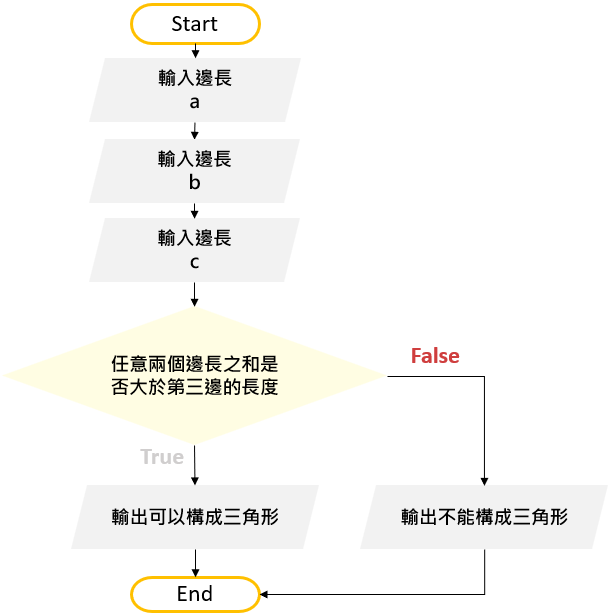 Start
輸入邊長
a
輸入邊長
b
輸入邊長
c
任意兩個邊長之和是
否大於第三邊的長度
False
True
輸出可以構成三角形
輸出不能構成三角形
End